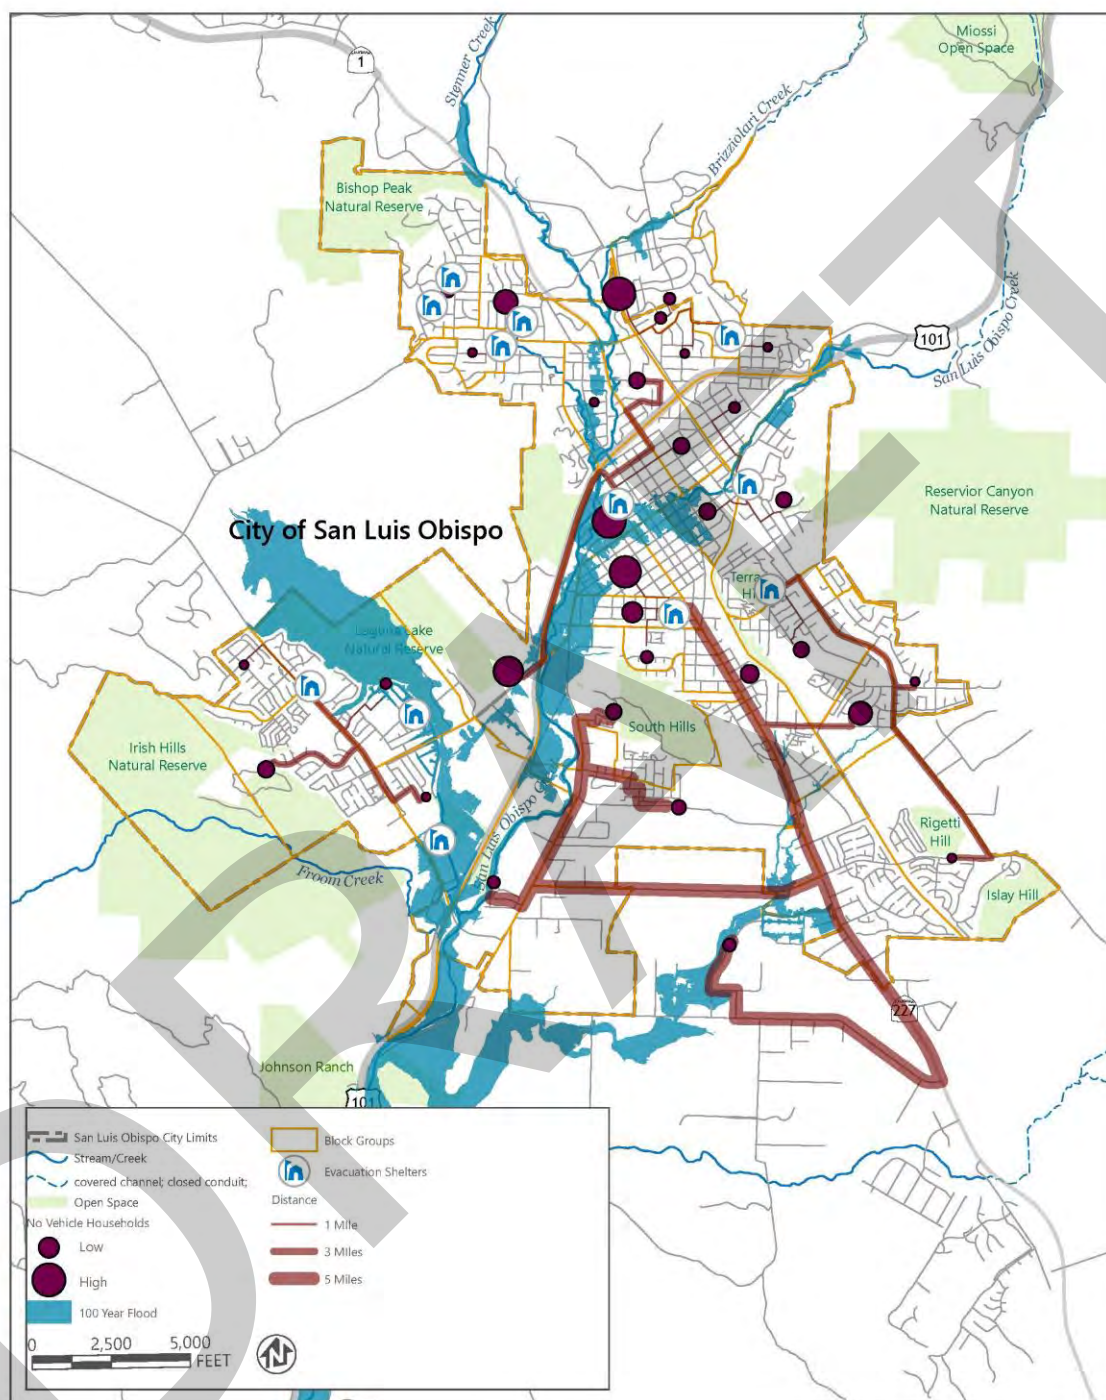 Miossi
Open Space
1
Stenner Creek
Brizziolari Creek
Bishop Peak
Natural Reserve
101
San Luis Obispo Creek
Reservior Canyon
Natural Reserve
City of San Luis Obispo
Terra
Hi
Laguna Lake
Natural Reserve
South Hills
Irish Hills
Natural Reserve
San Luis Obispo C
Froom Creek
Rigetti
Hill
Islay Hill
227
Johnson Ranch
101
DRAFT
San Luis Obispo City Limits
Stream/Creek
covered channel; closed conduit;
Open Space
No Vehicle Households
Low
High
100 Year Flood
0 2,500 5,000
FEET
N
Block Groups
Evacuation Shelters
Distance
1 Mile
3 Miles
5 Miles